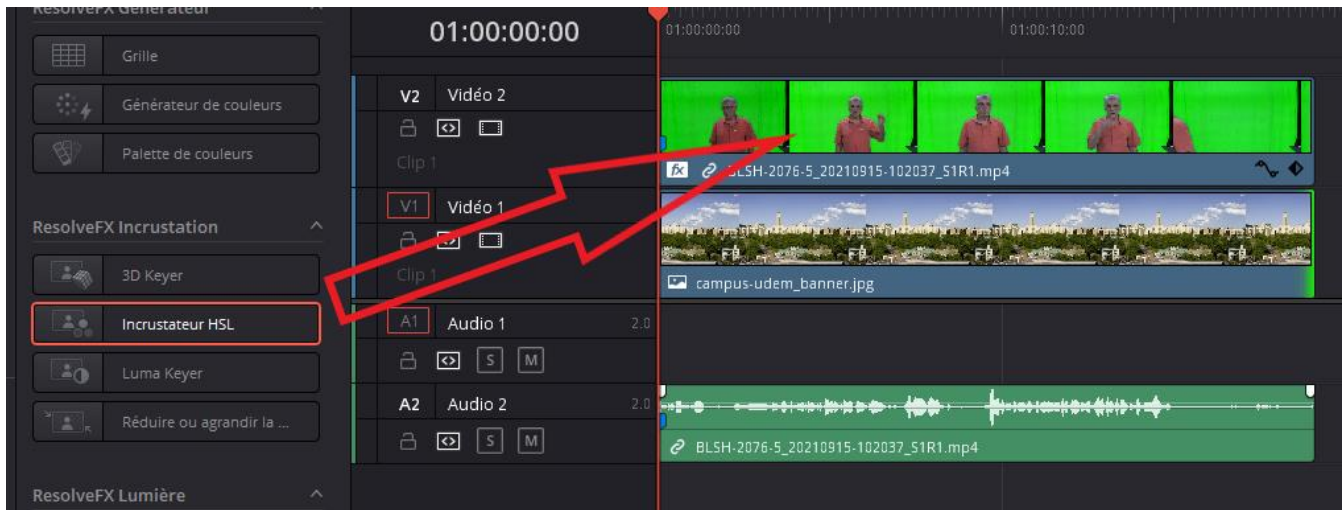 ResolveFX Générateur
Grille
Générateur de couleurs
Palette de couleurs
ResolveFX Incrustation
3D Keyer
Incrustateur HSL
Luma Keyer
Réduire ou agrandir la ...
ResolveFX Lumière
01:00:00:00
01:00:00:00
01:00:10:00
V2 Vidéo 2
Clip 1
fx BLSH-2076-5_20210915-102037_S1R1.mp4
V1 Vidéo 1
Clip 1
campus-udem_banner.jpg
A1 Audio 1 2.0
S M
A2 Audio 2 2.0
S M
BLSH-2076-5_20210915-102037_S1R1.mp4